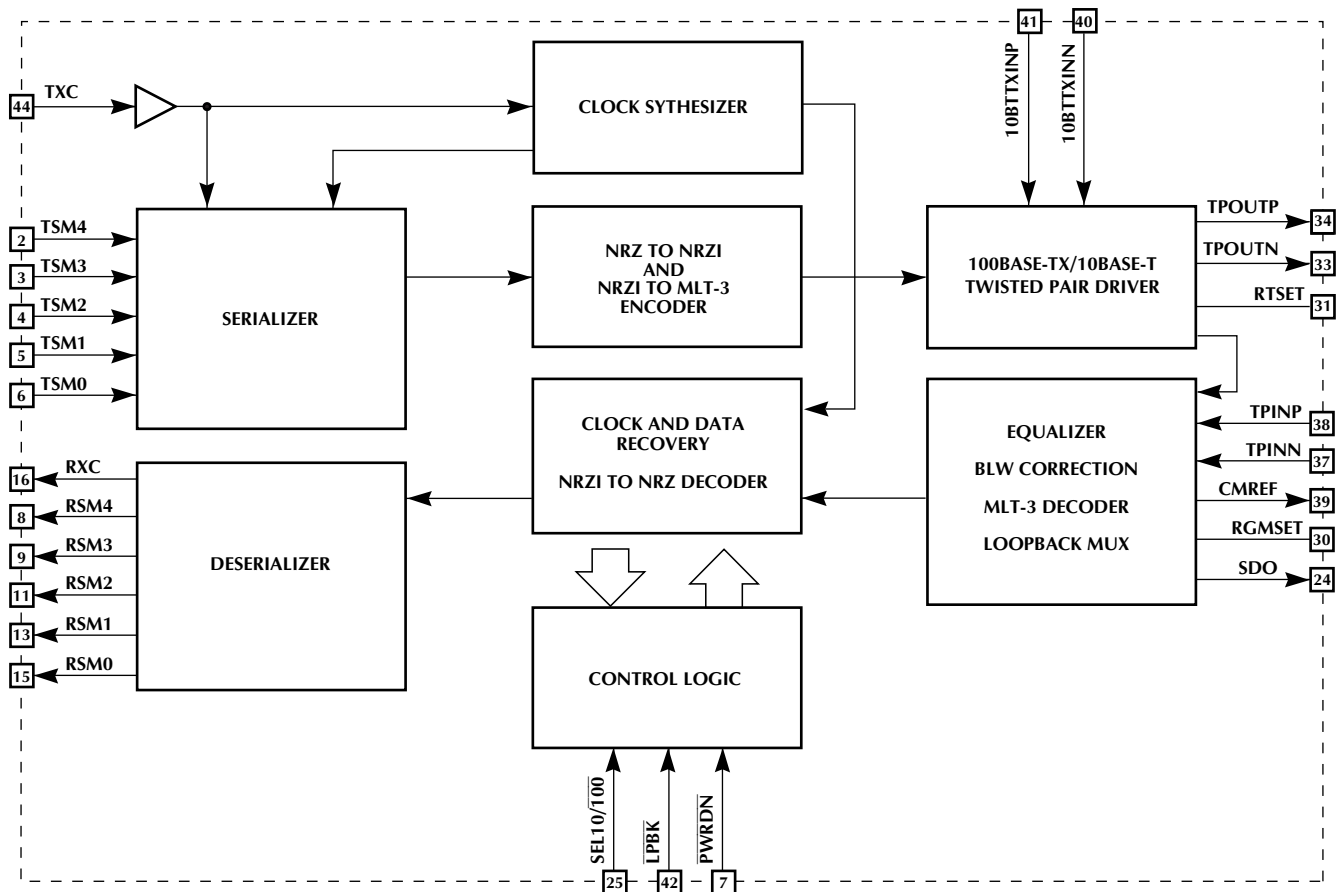 41
40
10BTTXINP
10BTTXINN
44
TXC
CLOCK SYTHESIZER
2
TSM4
3
TSM3
4
TSM2
5
TSM1
6
TSM0
SERIALIZER
NRZ TO NRZI
AND
NRZI TO MLT-3
ENCODER
100BASE-TX/10BASE-T
TWISTED PAIR DRIVER
TPOUTP
34
TPOUTN
33
RTSET
31
CLOCK AND DATA
RECOVERY
NRZI TO NRZ DECODER
EQUALIZER
BLW CORRECTION
MLT-3 DECODER
LOOPBACK MUX
TPINP
38
TPINN
37
CMREF
39
RGMSET
30
SDO
24
16
RXC
8
RSM4
9
RSM3
11
RSM2
13
RSM1
15
RSM0
DESERIALIZER
CONTROL LOGIC
SEL10/100
LPBK
PWRDN
25
42
7